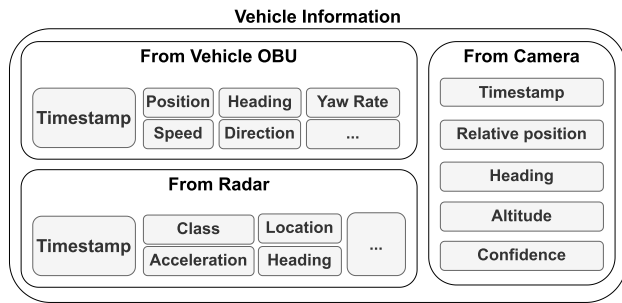 Vehicle Information
From Vehicle OBU
Timestamp
Position
Heading
Yaw Rate
Speed
Direction
...
From Radar
Timestamp
Class
Location
Acceleration
Heading
...
From Camera
Timestamp
Relative position
Heading
Altitude
Confidence